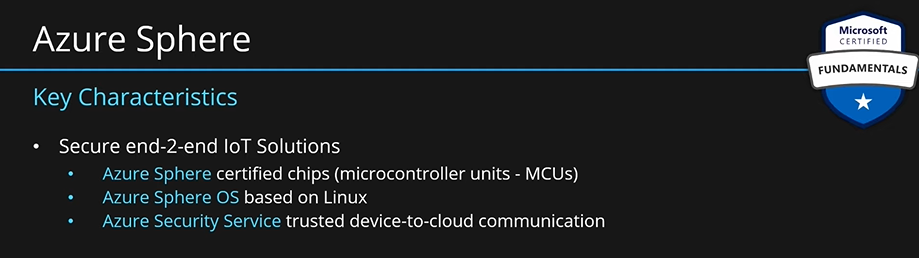 Azure Sphere
Microsoft
CERTIFIED
FUNDAMENTALS
Key Characteristics
• Secure end-2-end IoT Solutions
• Azure Sphere certified chips (microcontroller units - MCUs)
• Azure Sphere OS based on Linux
• Azure Security Service trusted device-to-cloud communication